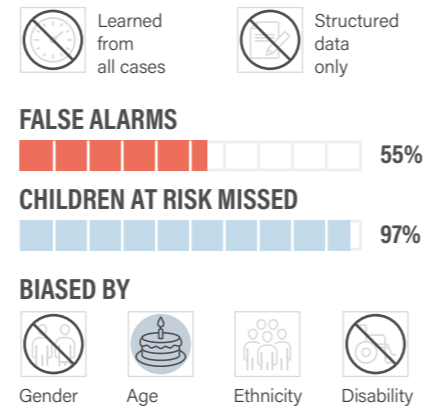 Learned
from
all cases
Structured
data
only
FALSE ALARMS
55%
CHILDREN AT RISK MISSED
97%
BIASED BY
Gender
Age
Ethnicity
Disability